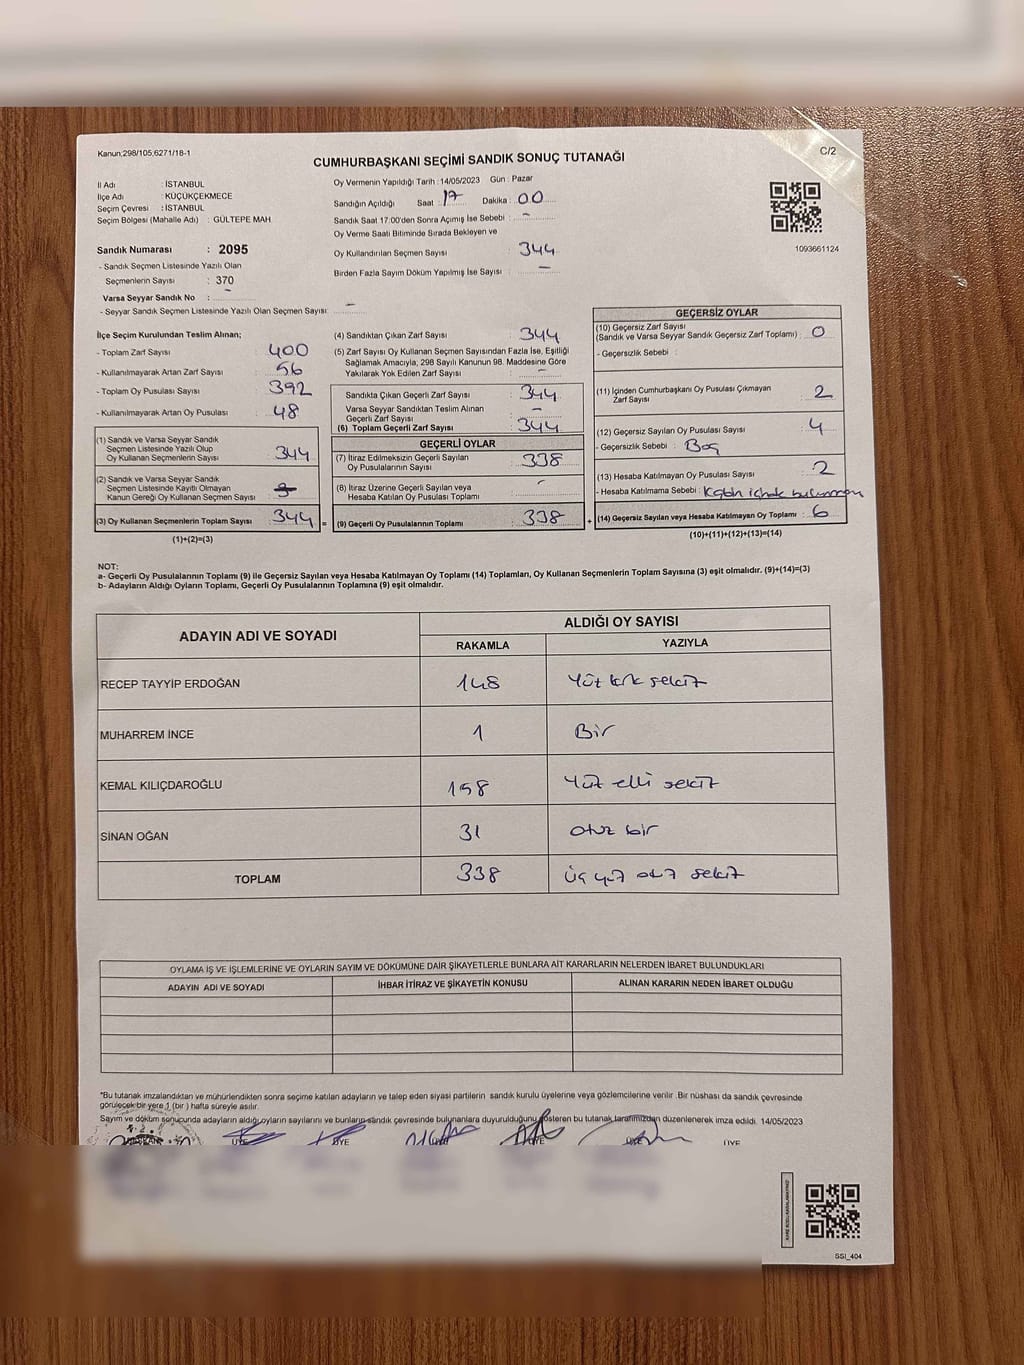 Kanun;298/105,6271/18-1
CUMHURBAŞKANI SEÇİMİ SANDIK SONUÇ TUTANAĞI
C/2
İl Adı : İSTANBUL
İlçe Adı : KÜÇÜKÇEKMECE
Seçim Çevresi : İSTANBUL
Seçim Bölgesi (Mahalle Adı) : GÜLTEPE MAH.
Sandık Numarası : 2095
- Sandık Seçmen Listesinde Yazılı Olan
Seçmenlerin Sayısı : 370
Varsa Seyyar Sandık No : -
- Seyyar Sandık Seçmen Listesinde Yazılı Olan Seçmen Sayısı: -
Oy Vermenin Yapıldığı Tarih : 14/05/2023 Gün : Pazar
Sandığın Açıldığı Saat : 17 Dakika : 00
Sandık Saat 17:00'den Sonra Açımış İse Sebebi : -
Oy Verme Saati Bitiminde Sırada Bekleyen ve
Oy Kullandırılan Seçmen Sayısı : 344
Birden Fazla Sayım Döküm Yapılmış İse Sayısı : -
1093661124
İlçe Seçim Kurulundan Teslim Alınan;
- Toplam Zarf Sayısı : 400
- Kullanılmayarak Artan Zarf Sayısı : 56
- Toplam Oy Pusulası Sayısı : 392
- Kullanılmayarak Artan Oy Pusulası : 48
(1) Sandık ve Varsa Seyyar Sandık
Seçmen Listesinde Yazılı Olup
Oy Kullanan Seçmenlerin Sayısı : 344
(2) Sandık ve Varsa Seyyar Sandık
Seçmen Listesinde Kayıtlı Olmayan
Kanun Gereği Oy Kullanan Seçmen Sayısı :
(3) Oy Kullanan Seçmenlerin Toplam Sayısı : 344 =
(1)+(2)=(3)
(4) Sandıktan Çıkan Zarf Sayısı : 344
(5) Zarf Sayısı Oy Kullanan Seçmen Sayısından Fazla İse, Eşitliği
Sağlamak Amacıyla; 298 Sayılı Kanunun 98. Maddesine Göre
Yakılarak Yok Edilen Zarf Sayısı : -
Sandıkta Çıkan Geçerli Zarf Sayısı : 344
Varsa Seyyar Sandıktan Teslim Alınan
Geçerli Zarf Sayısı : -
(6) Toplam Geçerli Zarf Sayısı : 344
GEÇERLİ OYLAR
(7) İtiraz Edilmeksizin Geçerli Sayılan
Oy Pusulalarının Sayısı : 338
(8) İtiraz Üzerine Geçerli Sayılan veya
Hesaba Katılan Oy Pusulası Toplamı : -
(9) Geçerli Oy Pusulalarının Toplamı : 338 +
GEÇERSİZ OYLAR
(10) Geçersiz Zarf Sayısı
(Sandık ve Varsa Seyyar Sandık Geçersiz Zarf Toplamı) : 0
- Geçersizlik Sebebi :
(11) İçinden Cumhurbaşkanı Oy Pusulası Çıkmayan
Zarf Sayısı : 2
(12) Geçersiz Sayılan Oy Pusulası Sayısı : 4
- Geçersizlik Sebebi : Boş
(13) Hesaba Katılmayan Oy Pusulası Sayısı : 2
- Hesaba Katılmama Sebebi :
(14) Geçersiz Sayılan veya Hesaba Katılmayan Oy Toplamı : 6
(10)+(11)+(12)+(13)=(14)
NOT:
a- Geçerli Oy Pusulalarının Toplamı (9) ile Geçersiz Sayılan veya Hesaba Katılmayan Oy Toplamı (14) Toplamları, Oy Kullanan Seçmenlerin Toplam Sayısına (3) eşit olmalıdır. (9)+(14)=(3)
b- Adayların Aldığı Oyların Toplamı, Geçerli Oy Pusulalarının Toplamına (9) eşit olmalıdır.
ADAYIN ADI VE SOYADI ALDIĞI OY SAYISI
RAKAMLA YAZIYLA
RECEP TAYYİP ERDOĞAN 148 Yüz kırk sekiz
MUHARREM İNCE 1 Bir
KEMAL KILIÇDAROĞLU 158 Yüz elli sekiz
SİNAN OĞAN 31 otuz bir
TOPLAM 338 Üç yüz otuz sekiz
OYLAMA İŞ VE İŞLEMLERİNE VE OYLARIN SAYIM VE DÖKÜMÜNE DAİR ŞİKAYETLERLE BUNLARA AİT KARARLARIN NELERDEN İBARET BULUNDUKLARI
ADAYIN ADI VE SOYADI İHBAR İTİRAZ VE ŞİKAYETİN KONUSU ALINAN KARARIN NEDEN İBARET OLDUĞU
*Bu tutanak imzalandıktan ve mühürlendikten sonra seçime katılan adayların ve talep eden siyasi partilerin sandık kurulu üyelerine veya gözlemcilerine verilir .Bir nüshası da sandık çevresinde
görülecek bir yere 1 (bir ) hafta süreyle asılır.
Sayım ve döküm sonucunda adayların aldığı oyların sayılarını ve bunların sandık çevresinde bulunanlara duyurulduğunu gösteren bu tutanak tarafımızdan düzenlenerek imza edildi. 14/05/2023
ÜYE ÜYE ÜYE ÜYE ÜYE ÜYE
SSI_404